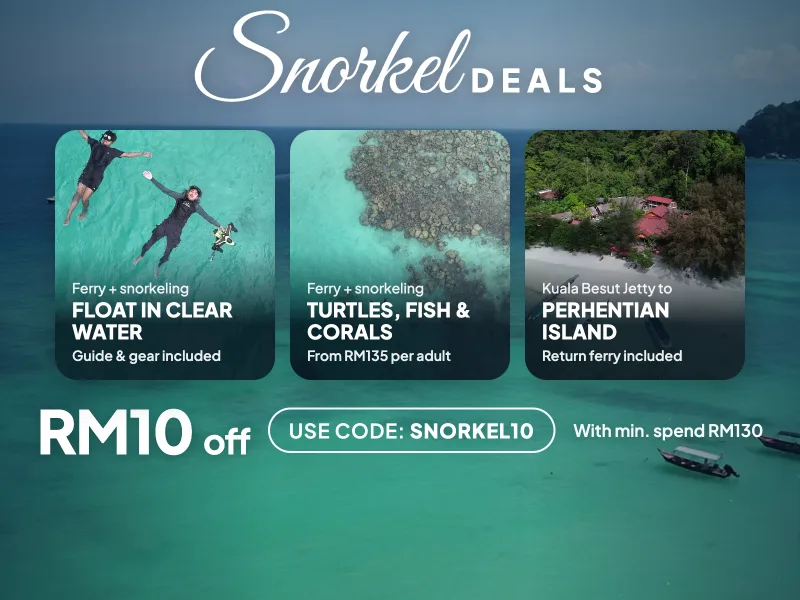 Snorkel DEALS
Ferry + snorkeling
FLOAT IN CLEAR
WATER
Guide & gear included
Ferry + snorkeling
TURTLES, FISH &
CORALS
From RM135 per adult
Kuala Besut Jetty to
PERHENTIAN
ISLAND
Return ferry included
RM10 off
USE CODE: SNORKEL10
With min. spend RM130